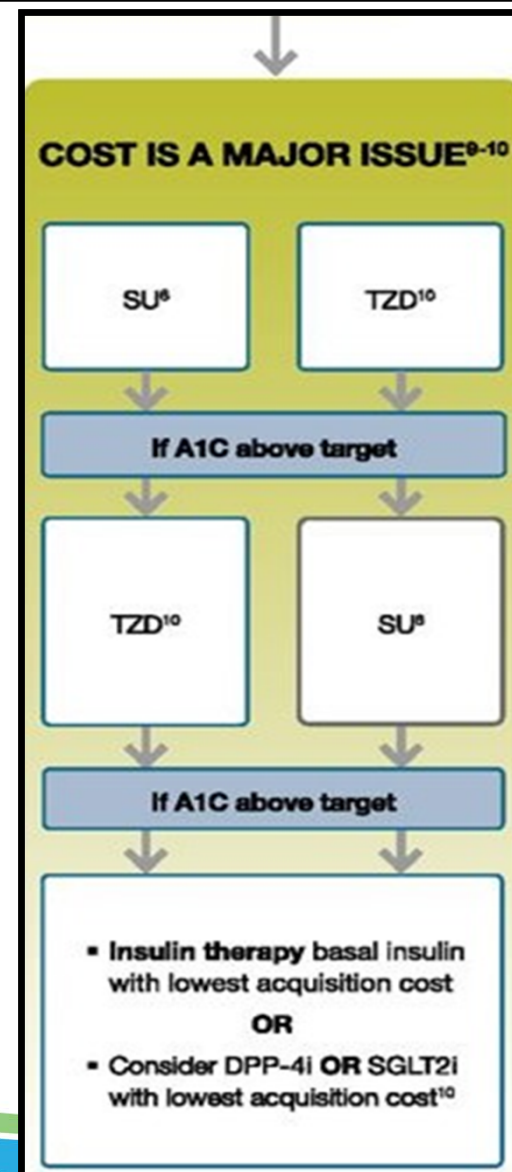 COST IS A MAJOR ISSUE⁹⁻¹⁰
SU⁶
TZD¹⁰
If A1C above target
TZD¹⁰
SU⁶
If A1C above target
▪ Insulin therapy basal insulin
with lowest acquisition cost
OR
▪ Consider DPP-4i OR SGLT2i
with lowest acquisition cost¹⁰